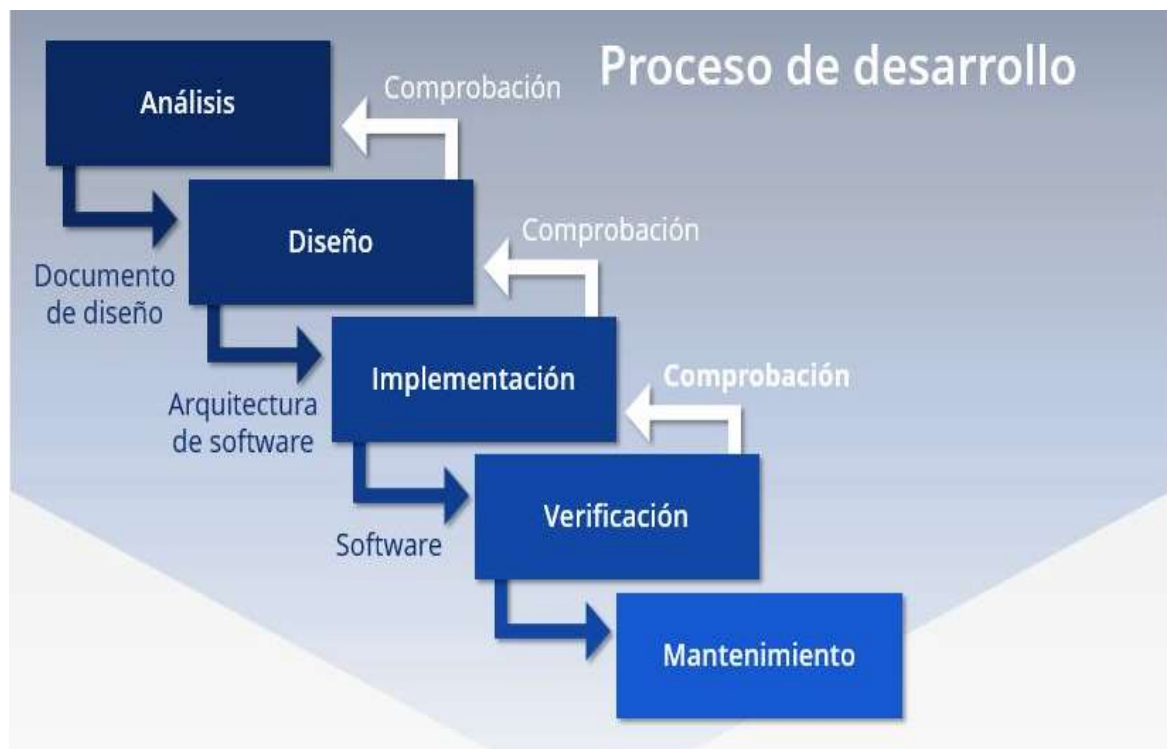 Proceso de desarrollo
Análisis
Comprobación
Documento
de diseño
Diseño
Comprobación
Arquitectura
de software
Implementación
Comprobación
Software
Verificación
Mantenimiento